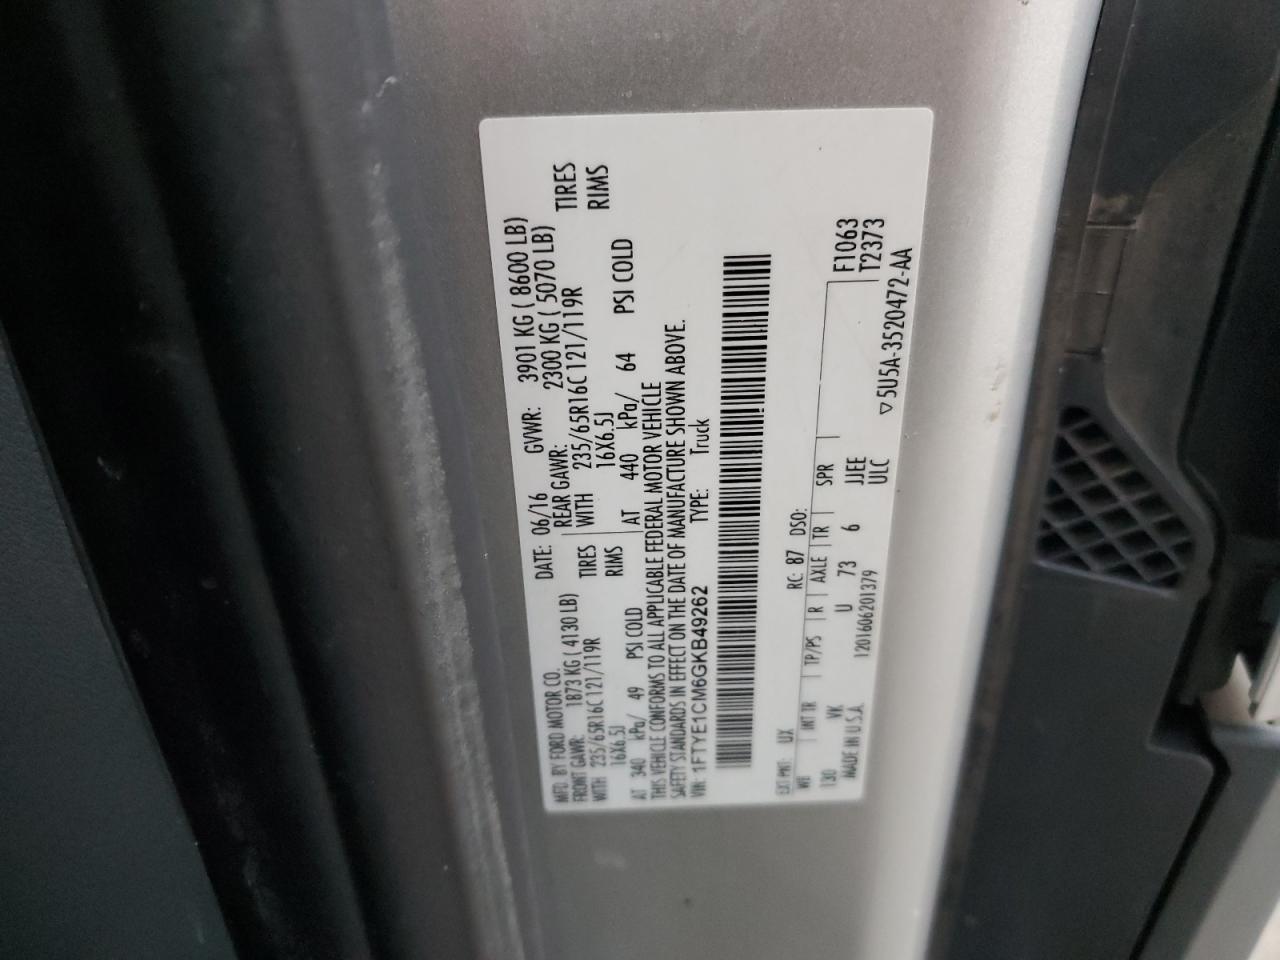 MFD. BY FORD MOTOR CO. DATE: 06/16 GVWR: 3901 KG ( 8600 LB)
FRONT GAWR: 1873 KG ( 4130 LB) REAR GAWR: 2300 KG ( 5070 LB)
WITH 235/65R16C 121/119R TIRES WITH 235/65R16C 121/119R TIRES
16X6.5J RIMS 16X6.5J RIMS
AT 340 kPa/ 49 PSI COLD AT 440 kPa/ 64 PSI COLD
THIS VEHICLE CONFORMS TO ALL APPLICABLE FEDERAL MOTOR VEHICLE
SAFETY STANDARDS IN EFFECT ON THE DATE OF MANUFACTURE SHOWN ABOVE.
VIN: 1FTYE1CM6GKB49262 TYPE: Truck
EXT PNT: UX RC: 87 DSO:
WB INT TR TP/PS R AXLE TR SPR F1063
130 VK U 73 6 JJEE T2373
MADE IN U.S.A. 1201606201379 ULC ▽5U5A-3520472-AA